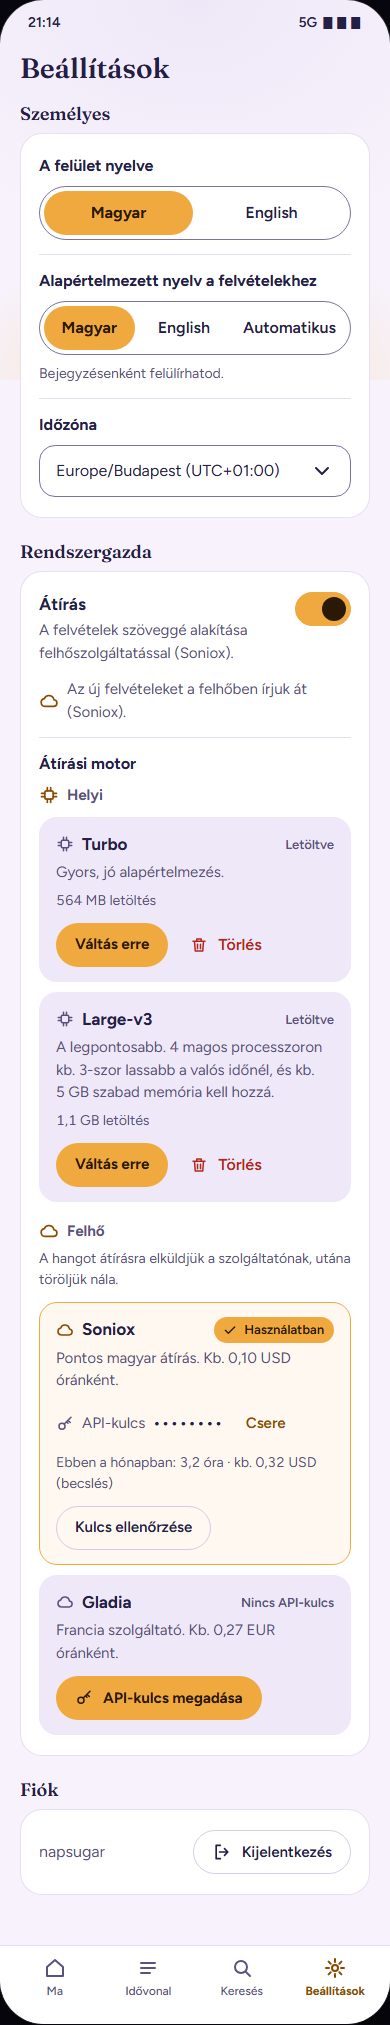 21:14
5G
Beállítások
Személyes
A felület nyelve
Magyar
English
Alapértelmezett nyelv a felvételekhez
Magyar
English
Automatikus
Bejegyzésenként felülírhatod.
Időzóna
Europe/Budapest (UTC+01:00)
Rendszergazda
Átírás
A felvételek szöveggé alakítása
felhőszolgáltatással (Soniox).
Az új felvételeket a felhőben írjuk át
(Soniox).
Átírási motor
Helyi
Turbo
Letöltve
Gyors, jó alapértelmezés.
564 MB letöltés
Váltás erre
Törlés
Large-v3
Letöltve
A legpontosabb. 4 magos processzoron
kb. 3-szor lassabb a valós időnél, és kb.
5 GB szabad memória kell hozzá.
1,1 GB letöltés
Váltás erre
Törlés
Felhő
A hangot átírásra elküldjük a szolgáltatónak, utána
töröljük nála.
Soniox
Használatban
Pontos magyar átírás. Kb. 0,10 USD
óránként.
API-kulcs ••••••••
Csere
Ebben a hónapban: 3,2 óra · kb. 0,32 USD
(becslés)
Kulcs ellenőrzése
Gladia
Nincs API-kulcs
Francia szolgáltató. Kb. 0,27 EUR
óránként.
API-kulcs megadása
Fiók
napsugar
Kijelentkezés
Ma
Idővonal
Keresés
Beállítások